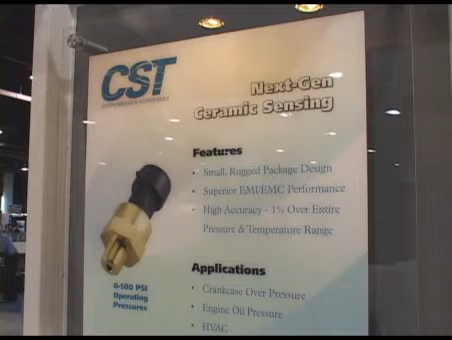 CST
Next-Gen
Ceramic Sensing
Features
• Small, Rugged Package Design
• Superior EMI/EMC Performance
• High Accuracy - 1% Over Entire
Pressure & Temperature Range
0-500 PSI
Operating
Pressures
Applications
• Crankcase Over Pressure
• Engine Oil Pressure
• HVAC